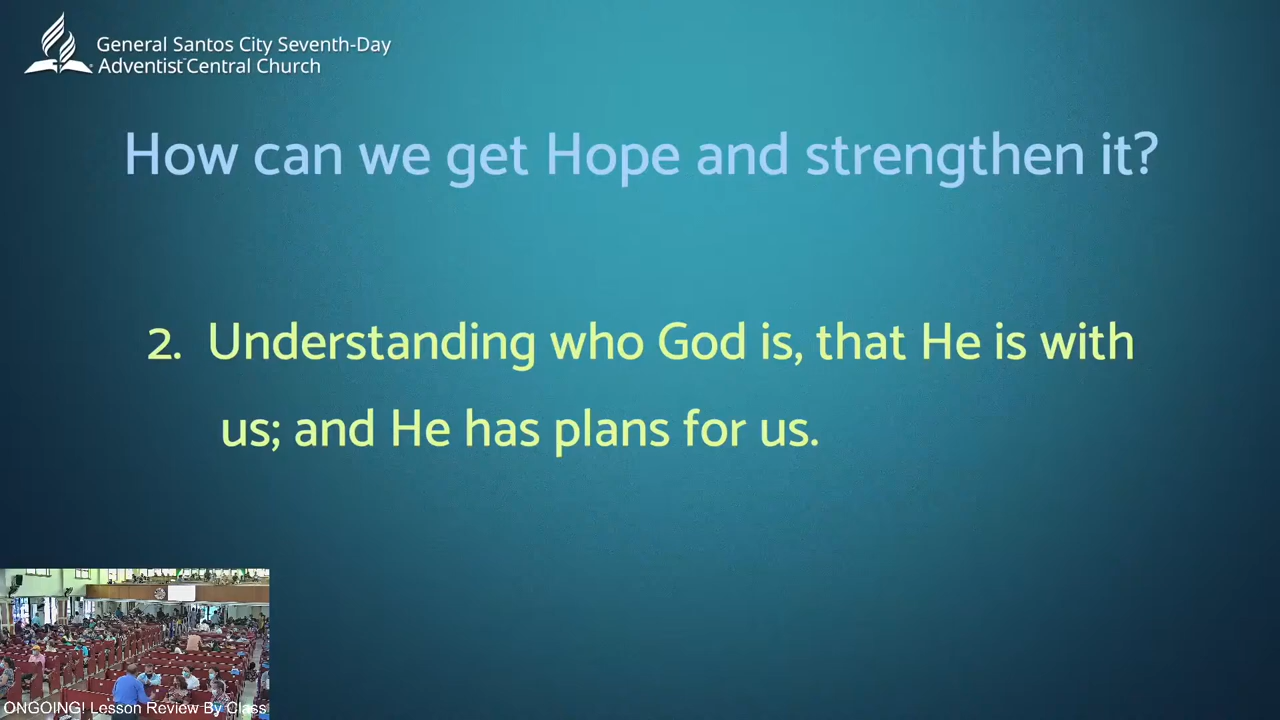 General Santos City Seventh-Day
Adventist Central Church
How can we get Hope and strengthen it?
2. Understanding who God is, that He is with
us; and He has plans for us.
ONGOING! Lesson Review By Class